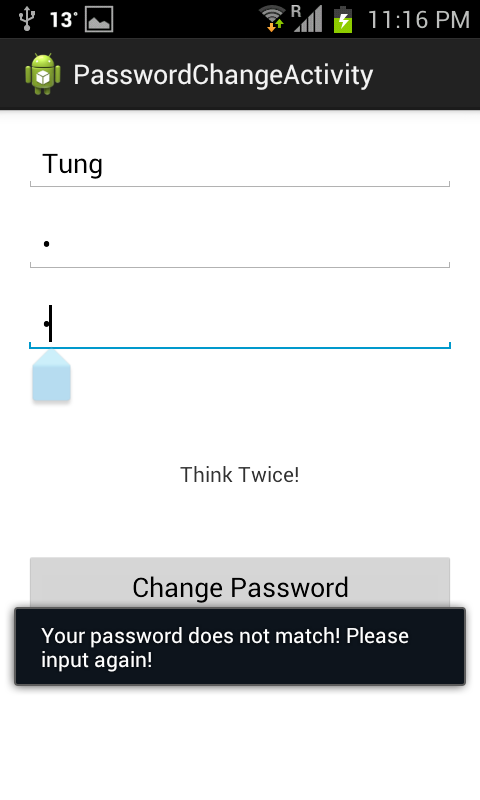 13°
R
11:16 PM
PasswordChangeActivity
Tung
Think Twice!
Change Password
Your password does not match! Please
input again!